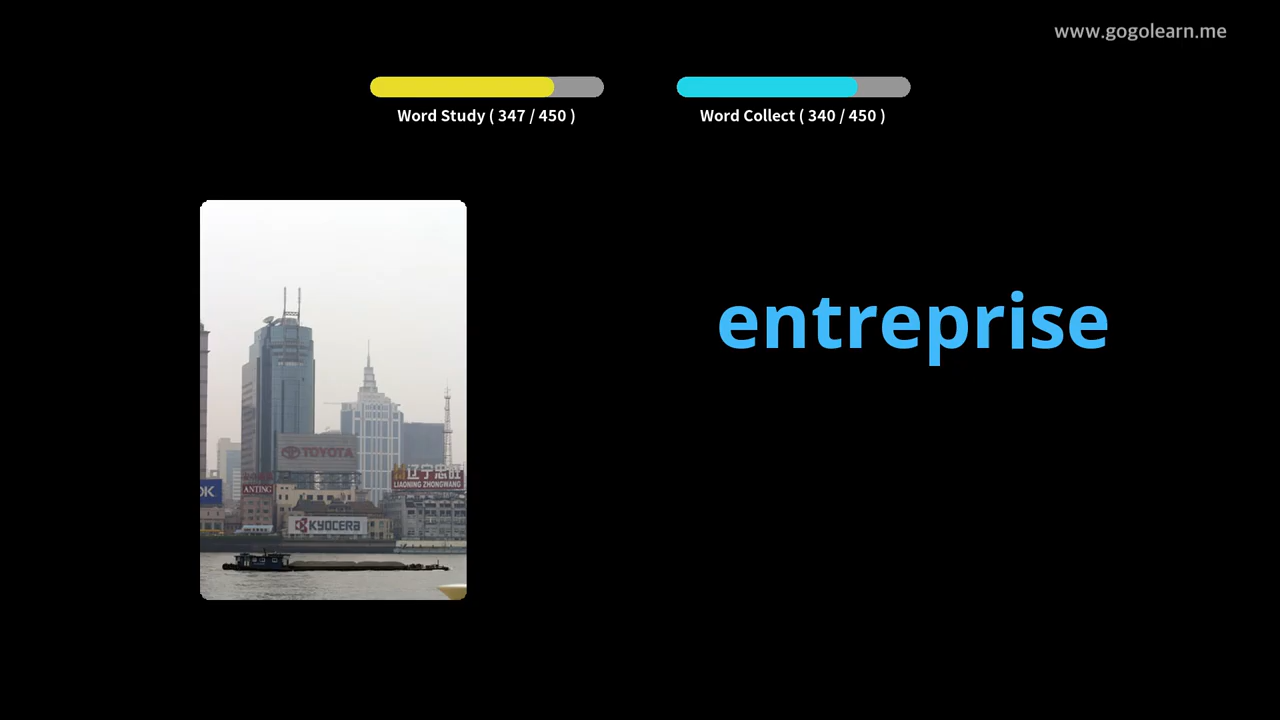 www.gogolearn.me
Word Study ( 347 / 450 )
Word Collect ( 340 / 450 )
entreprise
TOYOTA
辽宁忠旺
LIAONING ZHONGWANG
OK
ANTING
KYOCERA